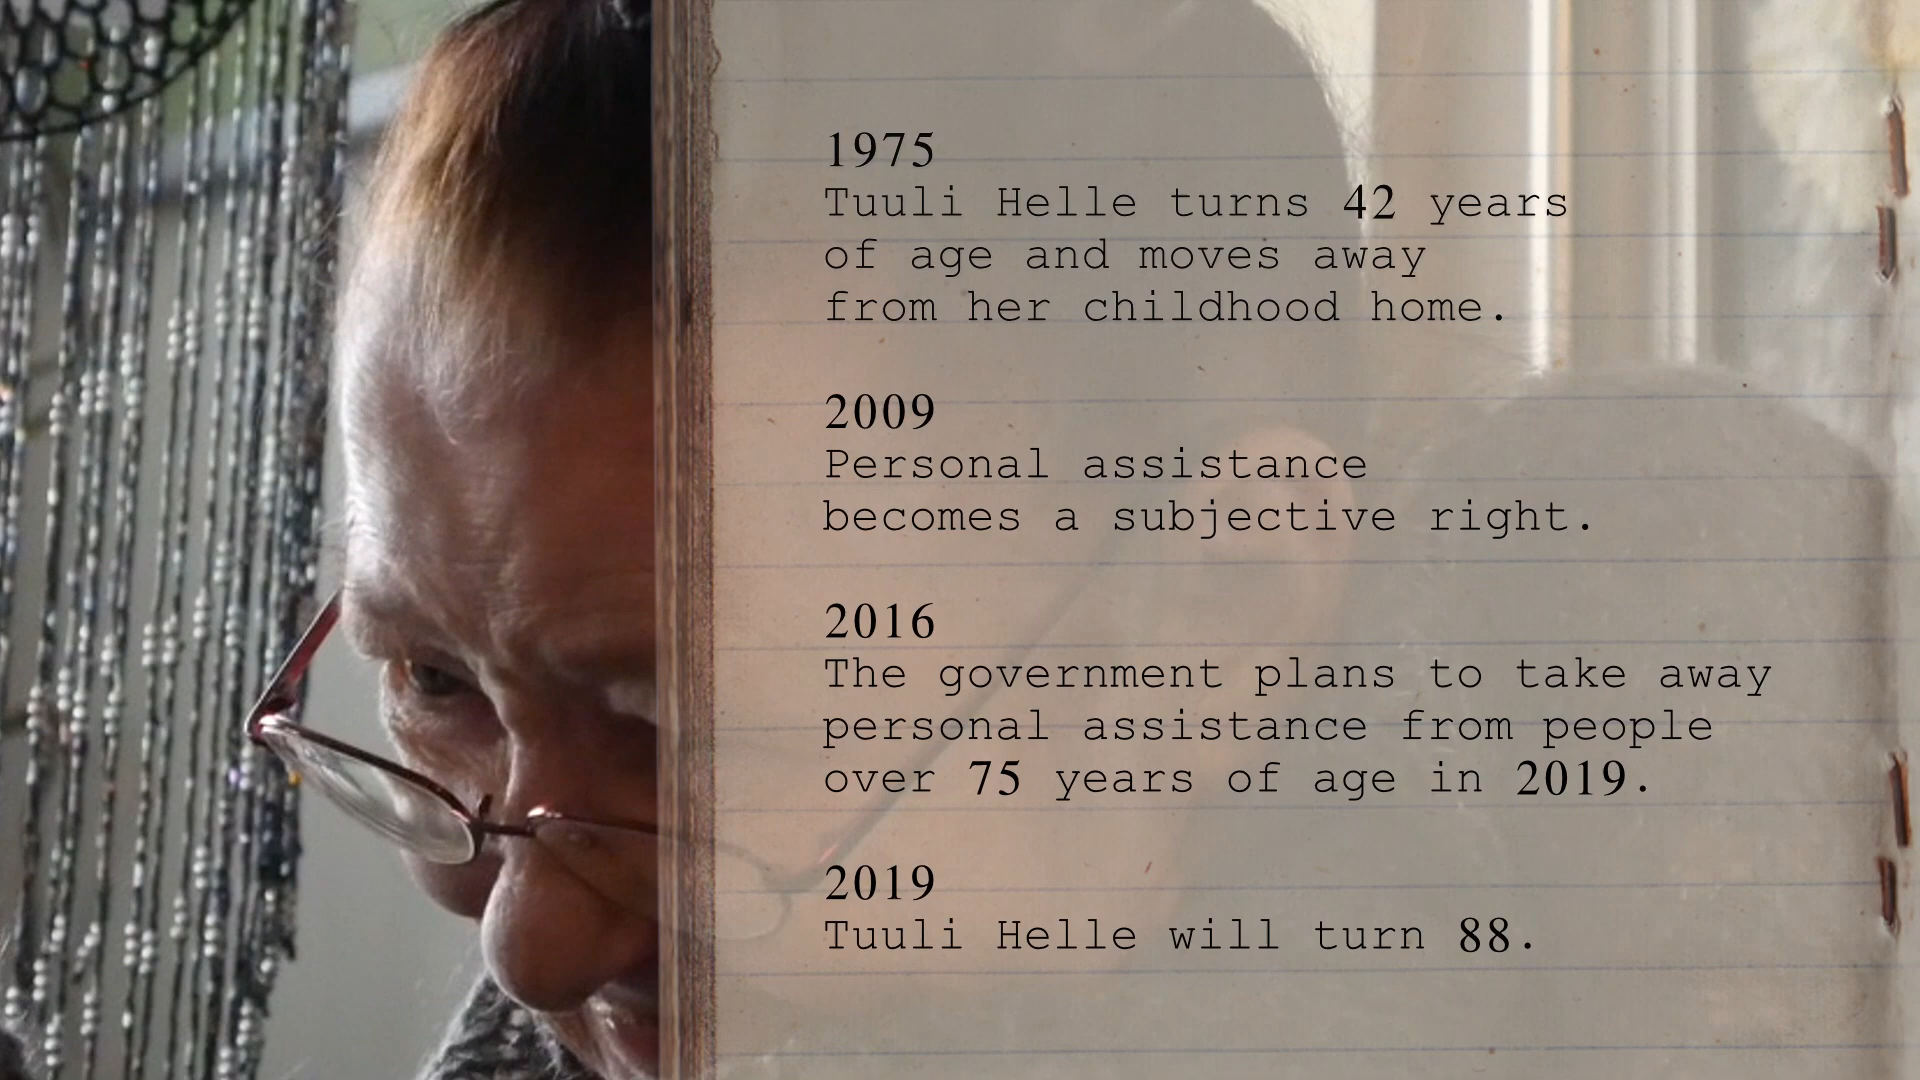 1975
Tuuli Helle turns 42 years
of age and moves away
from her childhood home.
2009
Personal assistance
becomes a subjective right.
2016
The government plans to take away
personal assistance from people
over 75 years of age in 2019.
2019
Tuuli Helle will turn 88.